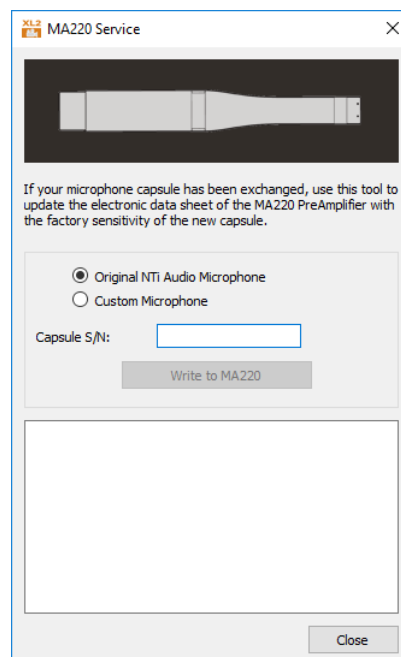 XL2
MA220 Service
If your microphone capsule has been exchanged, use this tool to
update the electronic data sheet of the MA220 PreAmplifier with
the factory sensitivity of the new capsule.
Original NTi Audio Microphone
Custom Microphone
Capsule S/N:
Write to MA220
Close